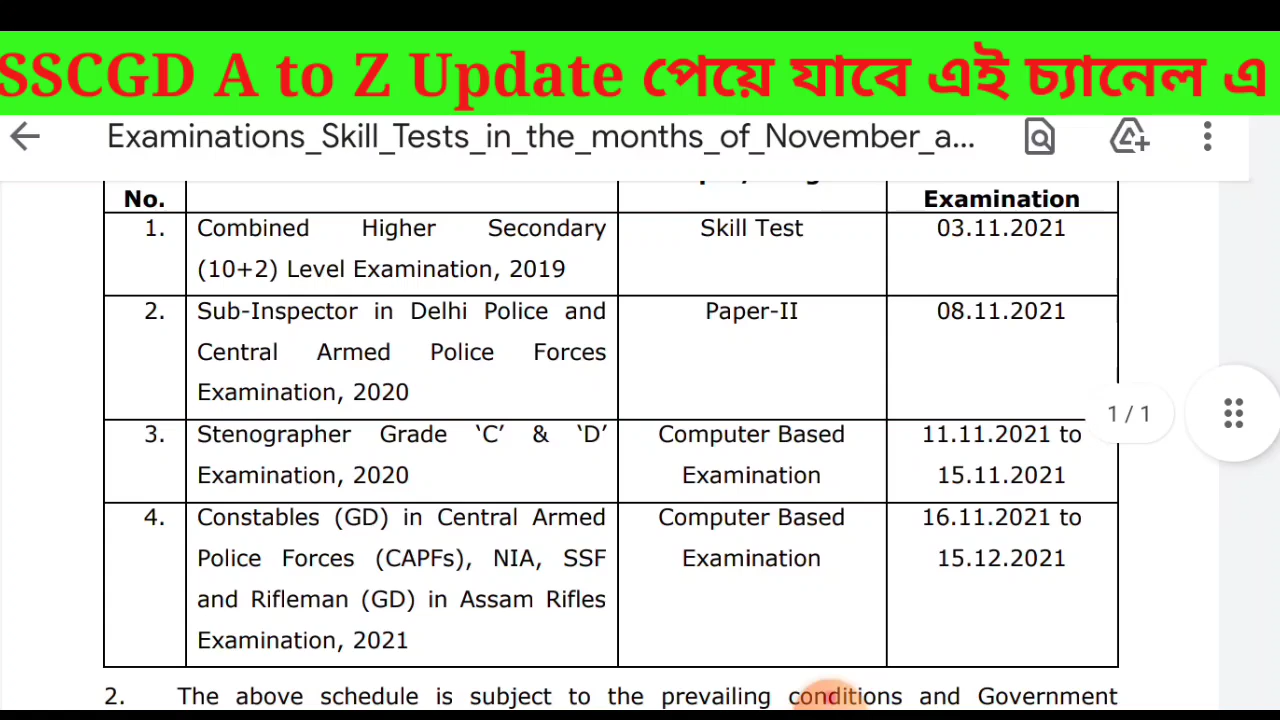 SSCGD A to Z Update পেয়ে যাবে এই চ্যানেল এ
Examinations_Skill_Tests_in_the_months_of_November_a...
No.
Examination
1.
Combined Higher Secondary
(10+2) Level Examination, 2019
Skill Test
03.11.2021
2.
Sub-Inspector in Delhi Police and
Central Armed Police Forces
Examination, 2020
Paper-II
08.11.2021
1 / 1
3.
Stenographer Grade ‘C’ & ‘D’
Examination, 2020
Computer Based
Examination
11.11.2021 to
15.11.2021
4.
Constables (GD) in Central Armed
Police Forces (CAPFs), NIA, SSF
and Rifleman (GD) in Assam Rifles
Examination, 2021
Computer Based
Examination
16.11.2021 to
15.12.2021
2. The above schedule is subject to the prevailing conditions and Government